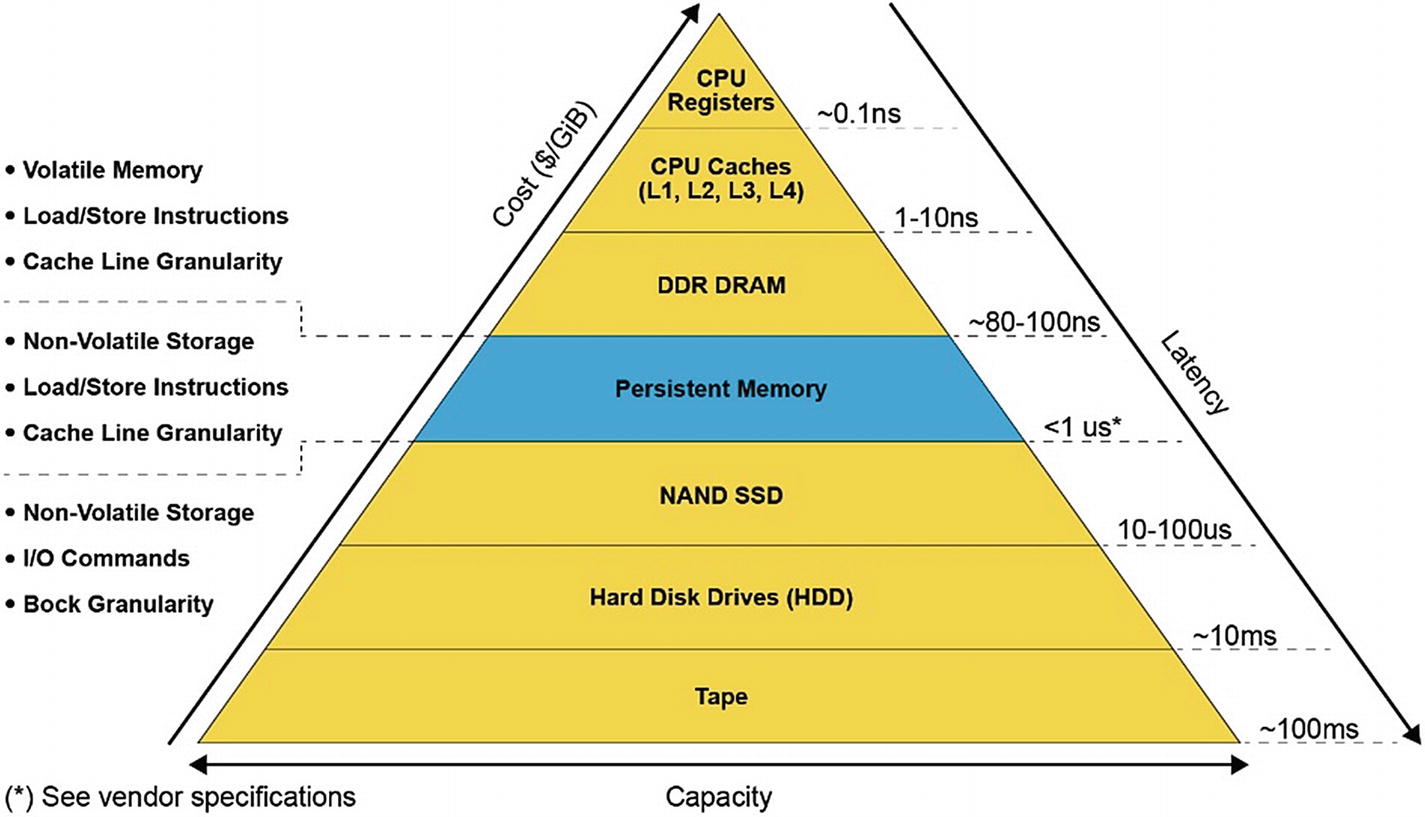 CPU
Registers
~0.1ns
Cost ($/GiB)
CPU Caches
(L1, L2, L3, L4)
1-10ns
• Volatile Memory
• Load/Store Instructions
• Cache Line Granularity
DDR DRAM
~80-100ns
Latency
• Non-Volatile Storage
• Load/Store Instructions
• Cache Line Granularity
Persistent Memory
<1 us*
NAND SSD
10-100us
• Non-Volatile Storage
• I/O Commands
• Bock Granularity
Hard Disk Drives (HDD)
~10ms
Tape
~100ms
(*) See vendor specifications
Capacity